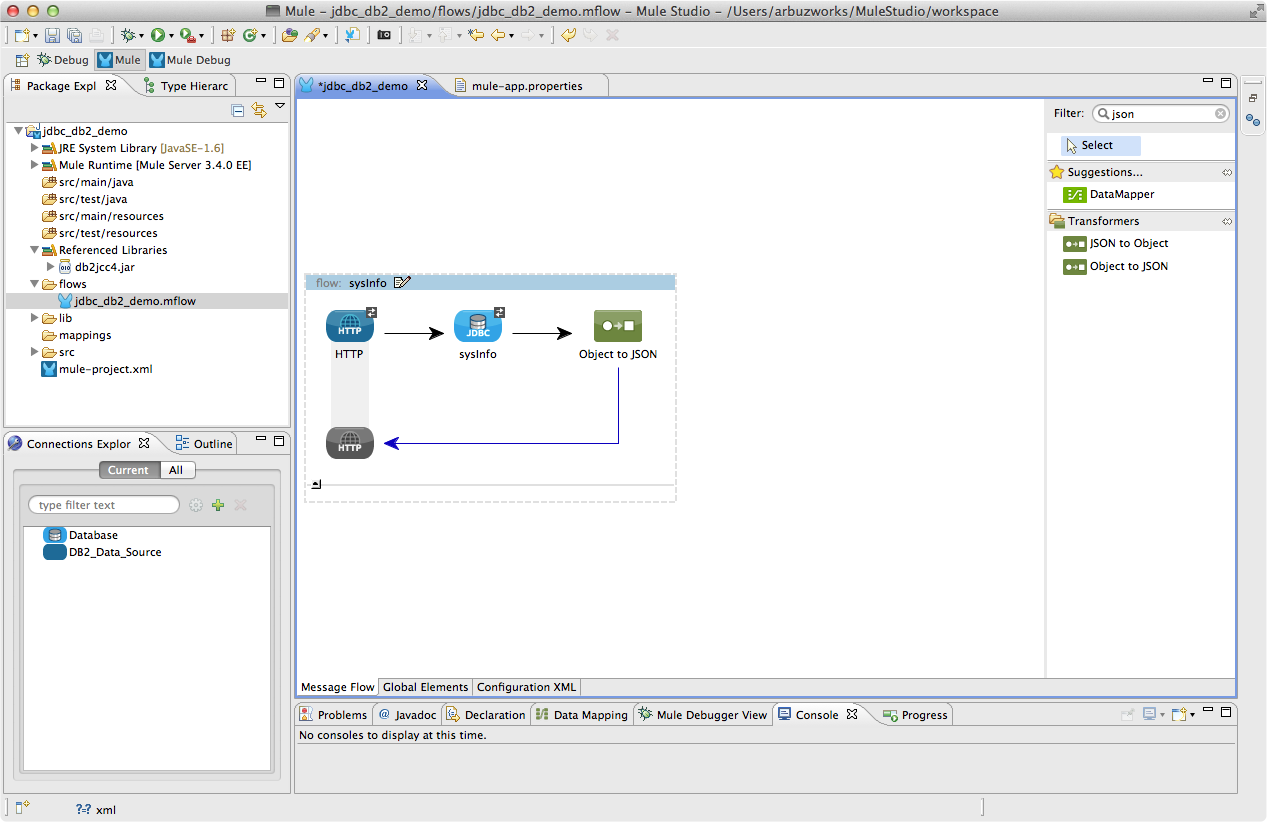 Mule – jdbc_db2_demo/flows/jdbc_db2_demo.mflow – Mule Studio – /Users/arbuzworks/MuleStudio/workspace
Debug Mule Mule Debug
Package Expl Type Hierarc
jdbc_db2_demo
JRE System Library [JavaSE-1.6]
Mule Runtime [Mule Server 3.4.0 EE]
src/main/java
src/test/java
src/main/resources
src/test/resources
Referenced Libraries
db2jcc4.jar
flows
jdbc_db2_demo.mflow
lib
mappings
src
mule-project.xml
Connections Explor Outline
Current All
type filter text
Database
DB2_Data_Source
*jdbc_db2_demo mule-app.properties
flow: sysInfo
HTTP JDBC
HTTP sysInfo Object to JSON
HTTP
Filter: json
Select
Suggestions...
DataMapper
Transformers
JSON to Object
Object to JSON
Message Flow Global Elements Configuration XML
Problems @ Javadoc Declaration Data Mapping Mule Debugger View Console Progress
No consoles to display at this time.
?=? xml